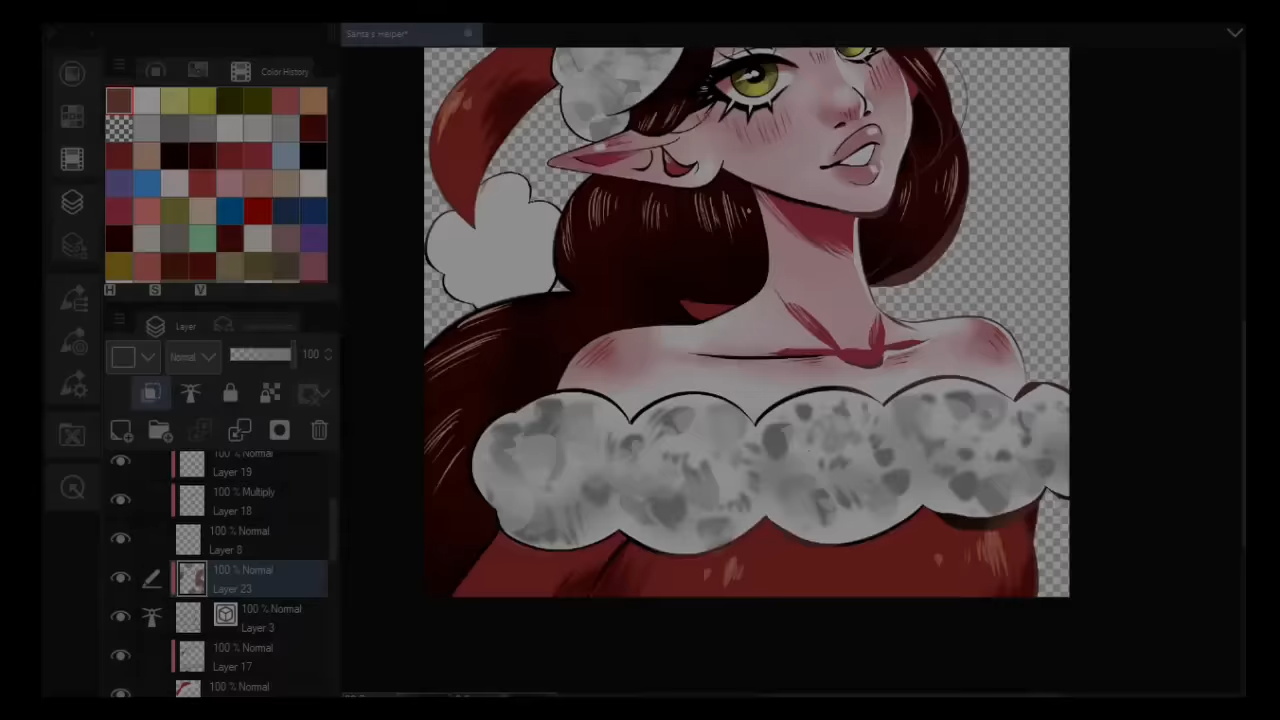 Santa's Helper*
Color History
H S V
Layer
Normal 100
100 % Normal
Layer 19
100 % Multiply
Layer 18
100 % Normal
Layer 8
100 % Normal
Layer 23
100 % Normal
Layer 3
100 % Normal
Layer 17
100 % Normal